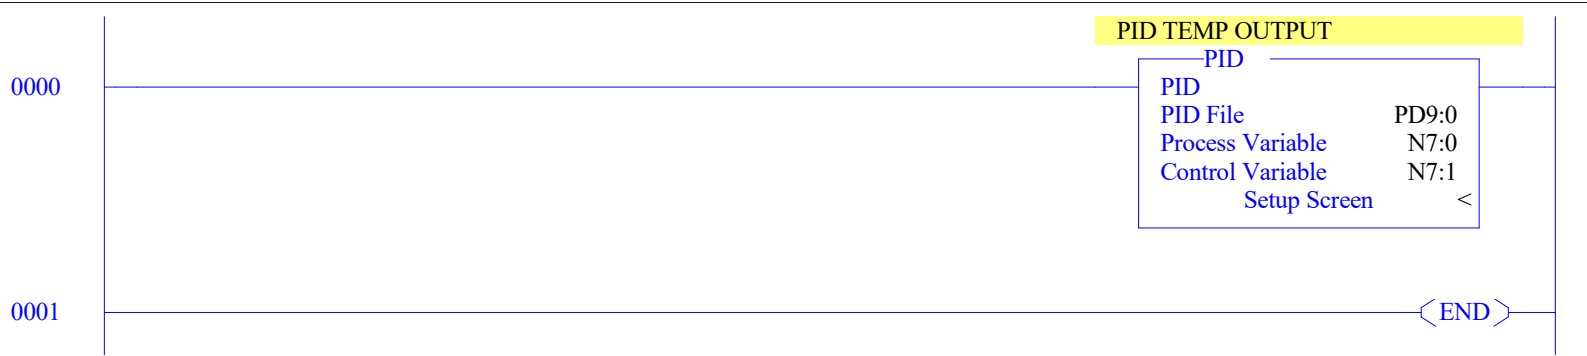 PID TEMP OUTPUT
PID
0000
PID
PID File PD9:0
Process Variable N7:0
Control Variable N7:1
Setup Screen <
0001
END